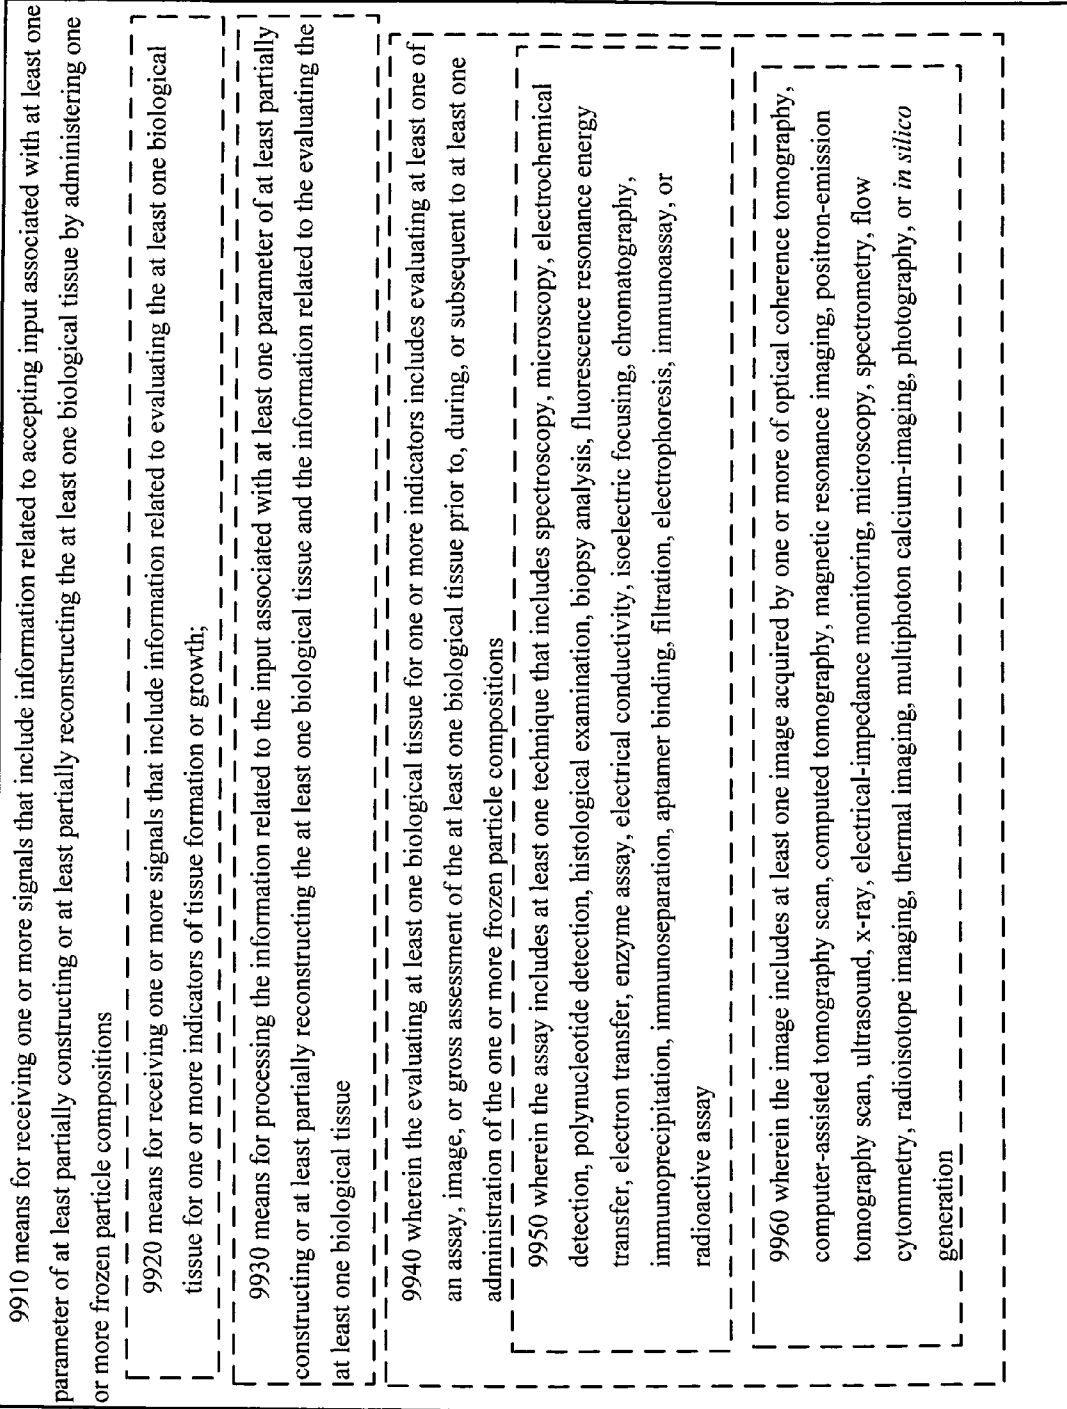 9910 means for receiving one or more signals that include information related to accepting input associated with at least one
parameter of at least partially constructing or at least partially reconstructing the at least one biological tissue by administering one
or more frozen particle compositions
9920 means for receiving one or more signals that include information related to evaluating the at least one biological
tissue for one or more indicators of tissue formation or growth;
9930 means for processing the information related to the input associated with at least one parameter of at least partially
constructing or at least partially reconstructing the at least one biological tissue and the information related to the evaluating the
at least one biological tissue
9940 wherein the evaluating at least one biological tissue for one or more indicators includes evaluating at least one of
an assay, image, or gross assessment of the at least one biological tissue prior to, during, or subsequent to at least one
administration of the one or more frozen particle compositions
9950 wherein the assay includes at least one technique that includes spectroscopy, microscopy, electrochemical
detection, polynucleotide detection, histological examination, biopsy analysis, fluorescence resonance energy
transfer, electron transfer, enzyme assay, electrical conductivity, isoelectric focusing, chromatography,
immunoprecipitation, immunoseparation, aptamer binding, filtration, electrophoresis, immunoassay, or
radioactive assay
9960 wherein the image includes at least one image acquired by one or more of optical coherence tomography,
computer-assisted tomography scan, computed tomography, magnetic resonance imaging, positron-emission
tomography scan, ultrasound, x-ray, electrical-impedance monitoring, microscopy, spectrometry, flow
cytommetry, radioisotope imaging, thermal imaging, multiphoton calcium-imaging, photography, or in silico
generation